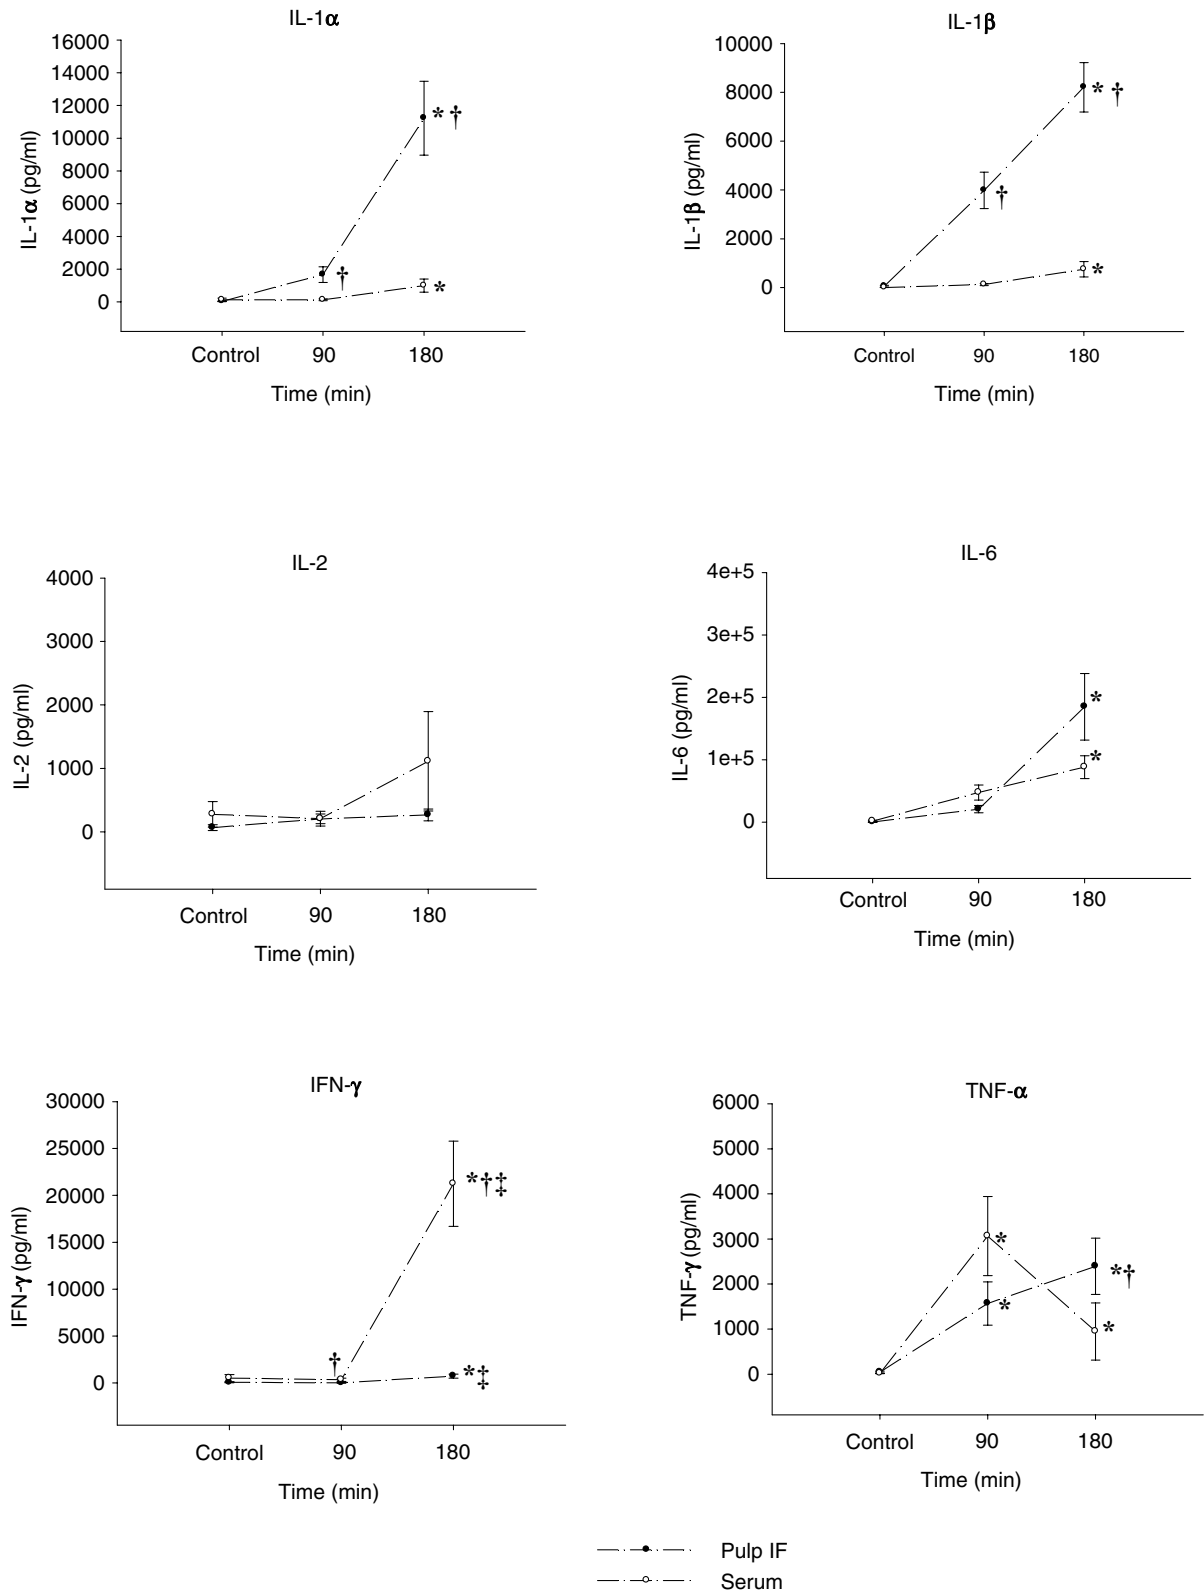 IL-1α
16000
14000
12000
10000
8000
6000
4000
2000
0
IL-1α (pg/ml)
* †
†
*
Control 90 180
Time (min)
IL-1β
10000
8000
6000
4000
2000
0
IL-1β (pg/ml)
* †
†
*
Control 90 180
Time (min)
IL-2
4000
3000
2000
1000
0
IL-2 (pg/ml)
Control 90 180
Time (min)
IL-6
4e+5
3e+5
2e+5
1e+5
0
IL-6 (pg/ml)
*
*
Control 90 180
Time (min)
IFN-γ
30000
25000
20000
15000
10000
5000
0
IFN-γ (pg/ml)
*†‡
†
*‡
Control 90 180
Time (min)
TNF-α
6000
5000
4000
3000
2000
1000
0
TNF-γ (pg/ml)
*
*†
*
*
Control 90 180
Time (min)
Pulp IF
Serum